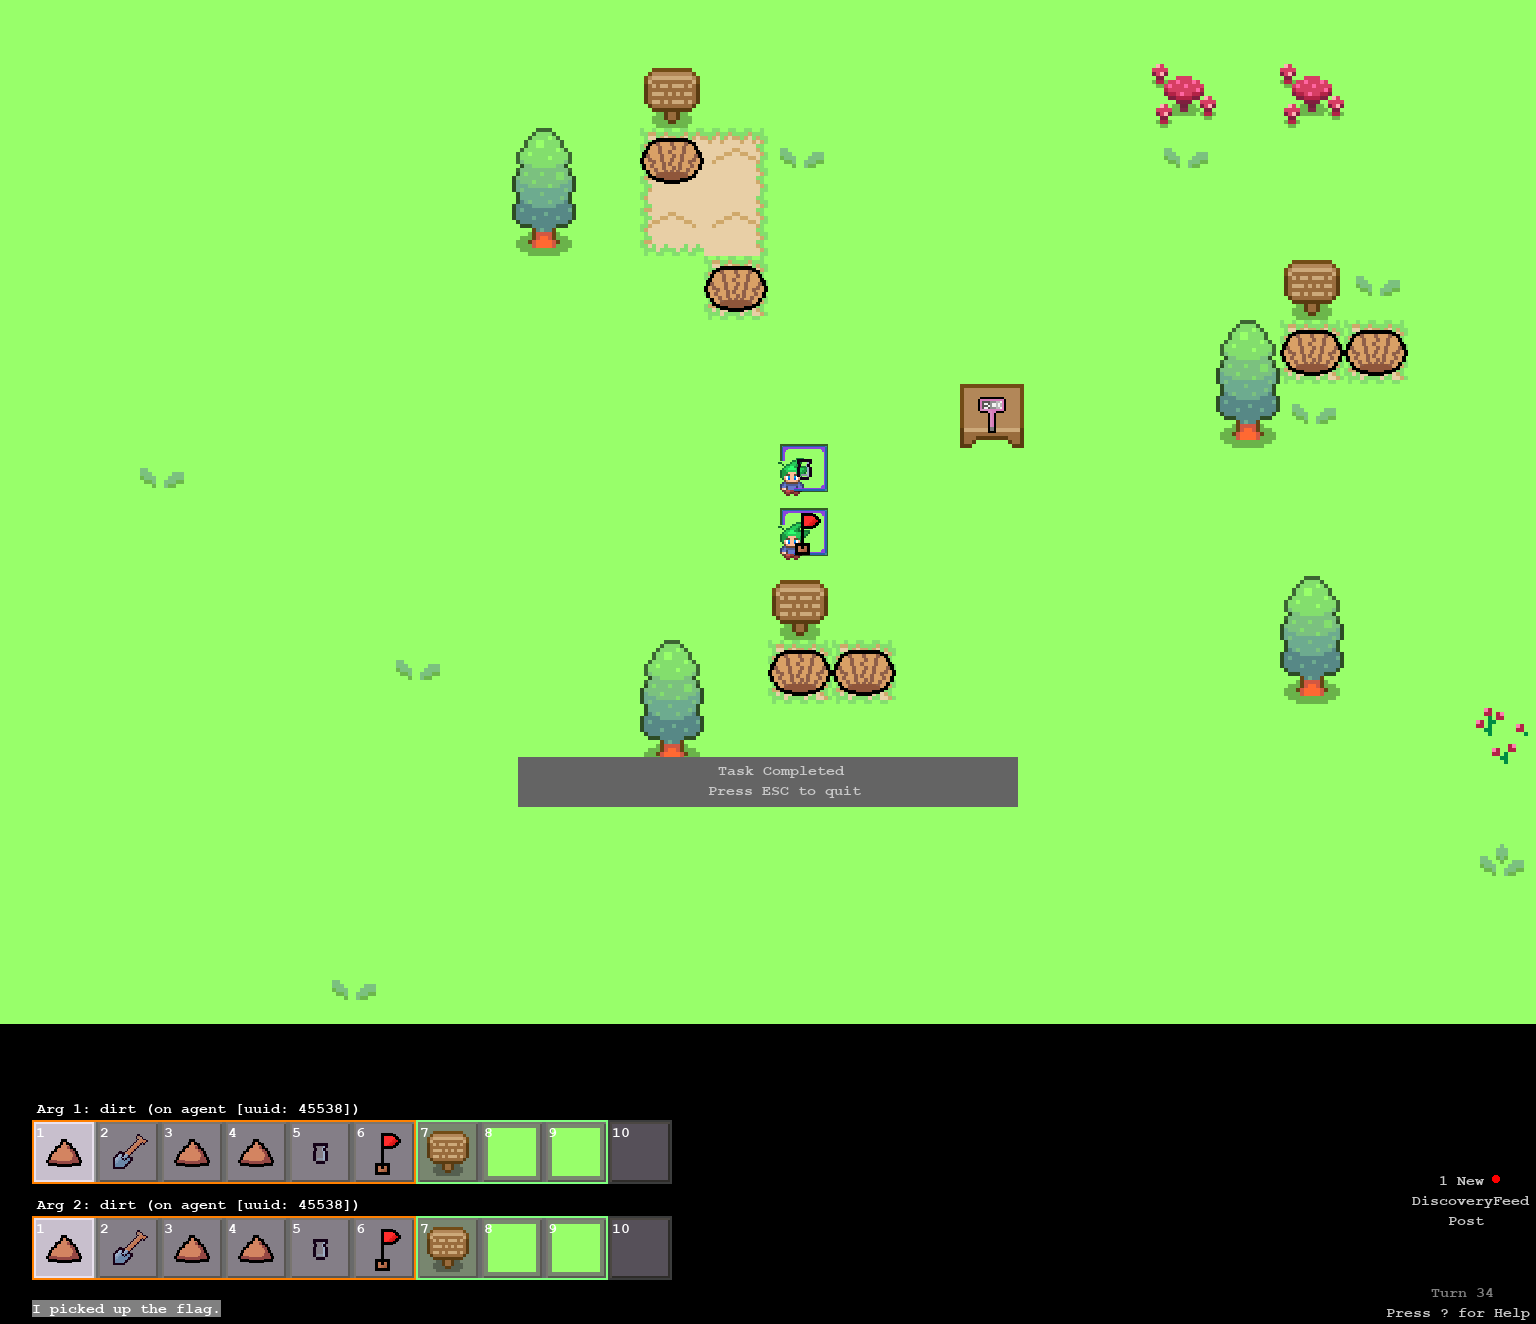 Task Completed
Press ESC to quit
Arg 1: dirt (on agent [uuid: 45538])
1 2 3 4 5 6 7 8 9 10
Arg 2: dirt (on agent [uuid: 45538])
1 2 3 4 5 6 7 8 9 10
1 New
DiscoveryFeed
Post
I picked up the flag.
Turn 34
Press ? for Help